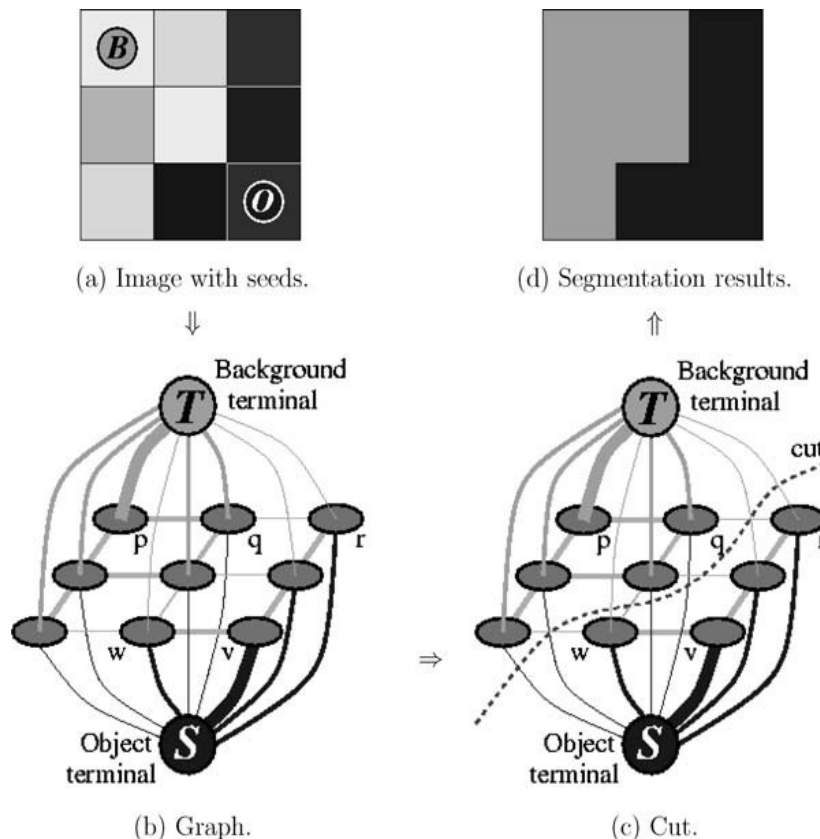 B
O
(a) Image with seeds.
(d) Segmentation results.
⇓
⇑
Background
terminal
T
p
q
r
w
v
S
Object
terminal
(b) Graph.
⇒
Background
terminal
T
cut
p
q
w
v
S
Object
terminal
(c) Cut.